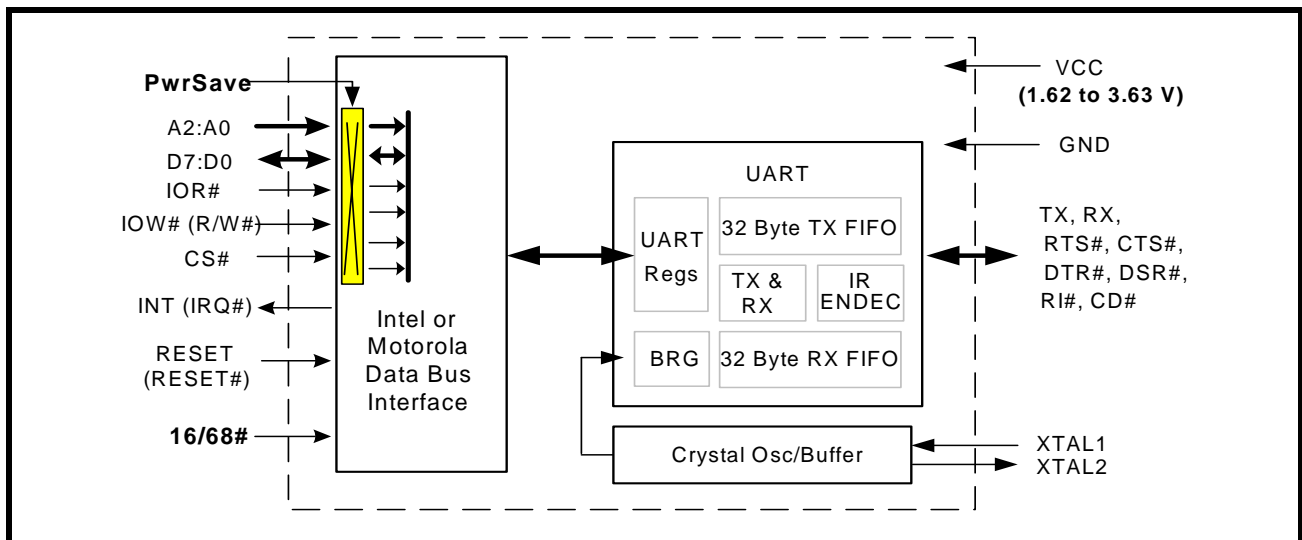 PwrSave
A2:A0
D7:D0
IOR#
IOW# (R/W#)
CS#
INT (IRQ#)
RESET
(RESET#)
16/68#
Intel or
Motorola
Data Bus
Interface
UART
UART
Regs
32 Byte TX FIFO
TX &
RX
IR
ENDEC
BRG
32 Byte RX FIFO
Crystal Osc/Buffer
VCC
(1.62 to 3.63 V)
GND
TX, RX,
RTS#, CTS#,
DTR#, DSR#,
RI#, CD#
XTAL1
XTAL2